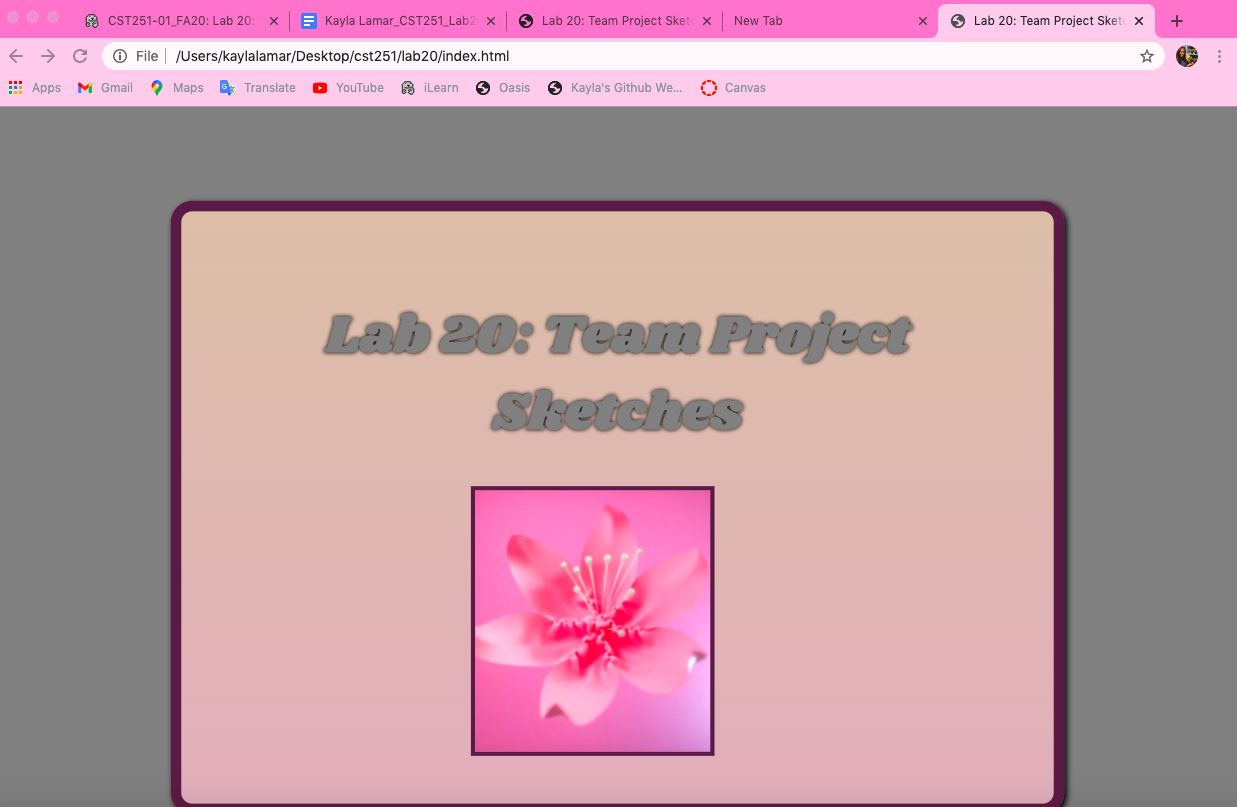 CST251-01_FA20: Lab 20:
Kayla Lamar_CST251_Lab2
Lab 20: Team Project Sketc
New Tab
Lab 20: Team Project Sketc
File
/Users/kaylalamar/Desktop/cst251/lab20/index.html
Apps
Gmail
Maps
Translate
YouTube
iLearn
Oasis
Kayla's Github We...
Canvas
Lab 20: Team Project
Sketches